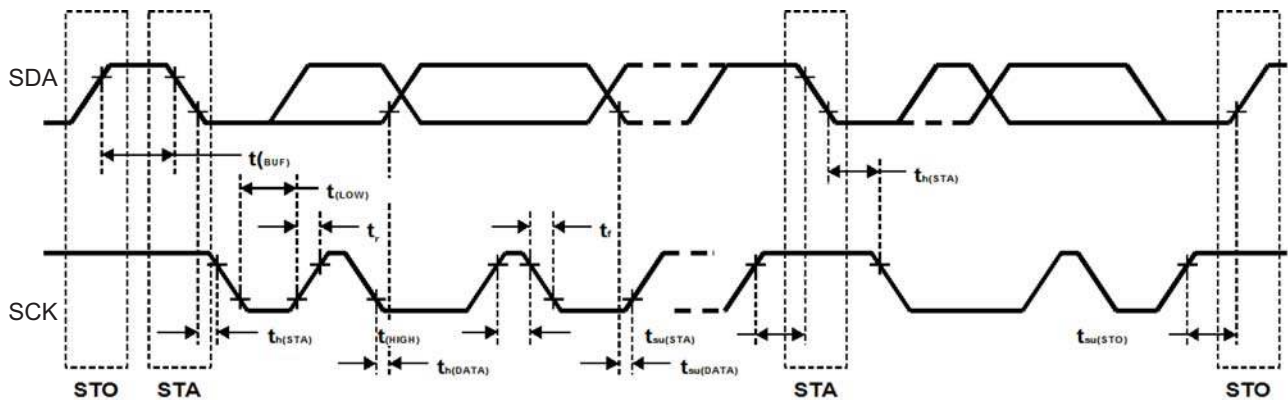 SDA
t(BUF)
t(LOW)
th(STA)
tr
tf
SCK
th(STA)
t(HIGH)
th(DATA)
tsu(STA)
tsu(DATA)
tsu(STO)
STO
STA
STA
STO